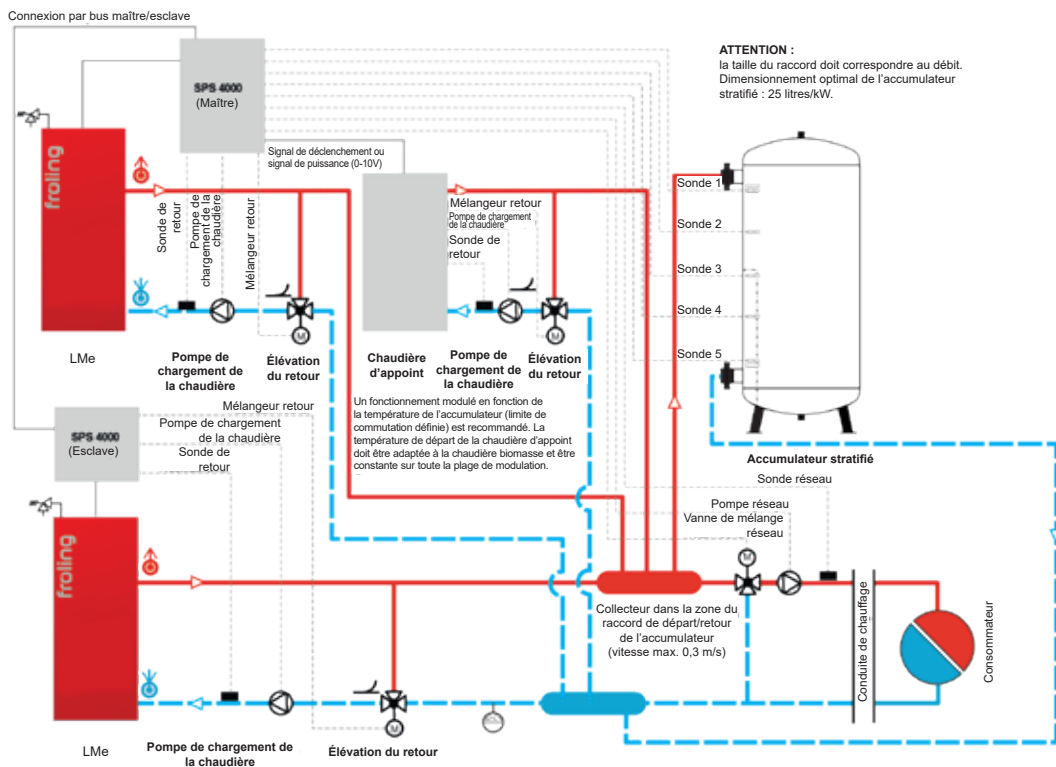 Connexion par bus maître/esclave
SPS 4000
(Maître)
ATTENTION :
la taille du raccord doit correspondre au débit.
Dimensionnement optimal de l'accumulateur
stratifié : 25 litres/kW.
froling
Signal de déclenchement ou
signal de puissance (0-10V)
Sonde de
retour
Pompe de
chargement de la
chaudière
Mélangeur retour
Mélangeur retour
Pompe de chargement
de la chaudière
Sonde de
retour
Sonde 1
Sonde 2
Sonde 3
Sonde 4
Sonde 5
M
M
LMe
Pompe de
chargement de
la chaudière
Élévation
du retour
Chaudière
d'appoint
Pompe de
chargement de
la chaudière
Élévation
du retour
Un fonctionnement modulé en fonction de
la température de l'accumulateur (limite de
commutation définie) est recommandé. La
température de départ de la chaudière d'appoint
doit être adaptée à la chaudière biomasse et être
constante sur toute la plage de modulation.
Mélangeur retour
Pompe de chargement
de la chaudière
Sonde de
retour
SPS 4000
(Esclave)
Accumulateur stratifié
Sonde réseau
Pompe réseau
Vanne de mélange
réseau
M
froling
Collecteur dans la zone du
raccord de départ/retour
de l'accumulateur
(vitesse max. 0,3 m/s)
Conduite de chauffage
Consommateur
M
LMe
Pompe de chargement de
la chaudière
Élévation du retour